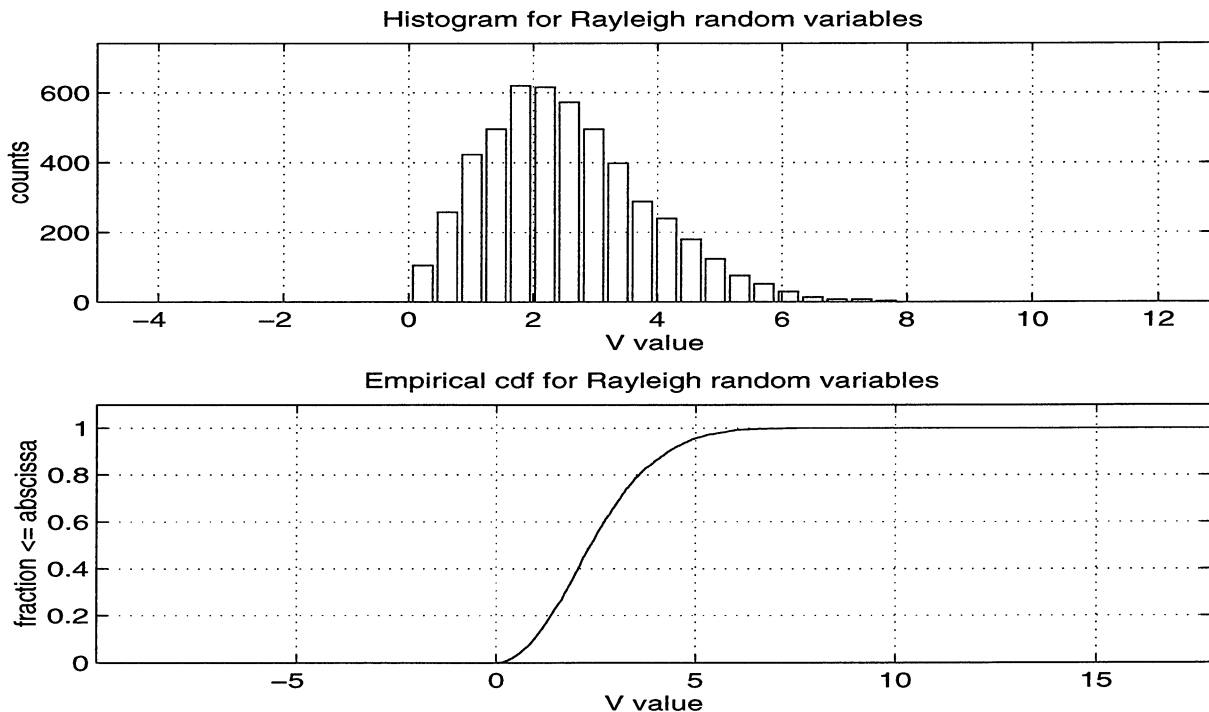 Histogram for Rayleigh random variables
600
400
200
0
counts
−4 −2 0 2 4 6 8 10 12
V value
Empirical cdf for Rayleigh random variables
1
0.8
0.6
0.4
0.2
0
fraction <= abscissa
−5 0 5 10 15
V value